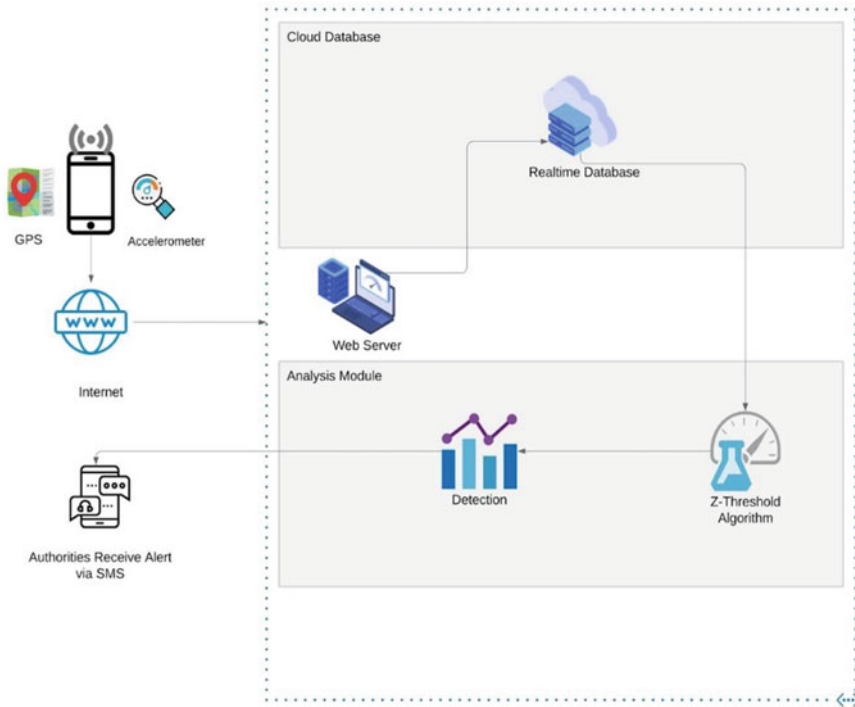 Cloud Database
Realtime Database
GPS
Accelerometer
WWW
Internet
Web Server
Analysis Module
Detection
Z-Threshold
Algorithm
Authorities Receive Alert
via SMS